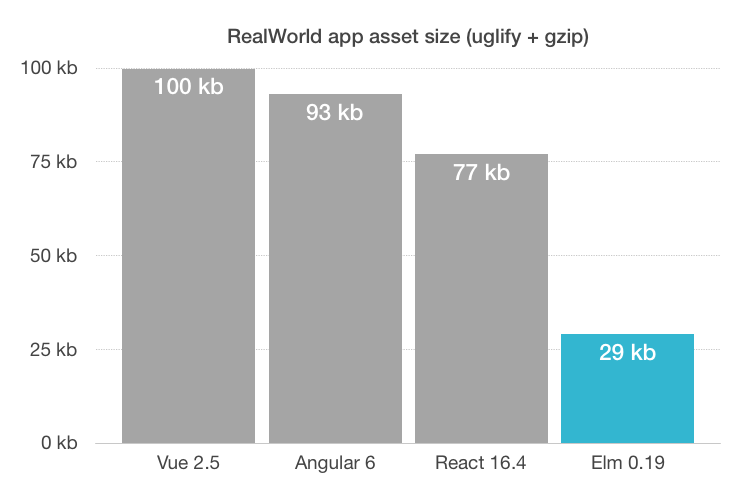 RealWorld app asset size (uglify + gzip)
100 kb
75 kb
50 kb
25 kb
0 kb
100 kb
93 kb
77 kb
29 kb
Vue 2.5
Angular 6
React 16.4
Elm 0.19